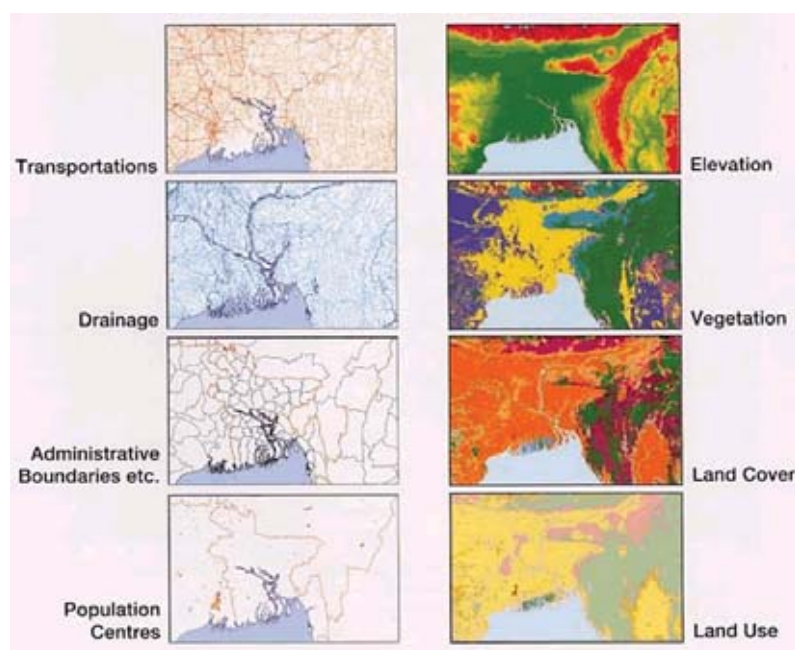 Transportations
Elevation
Drainage
Vegetation
Administrative
Boundaries etc.
Land Cover
Population
Centres
Land Use